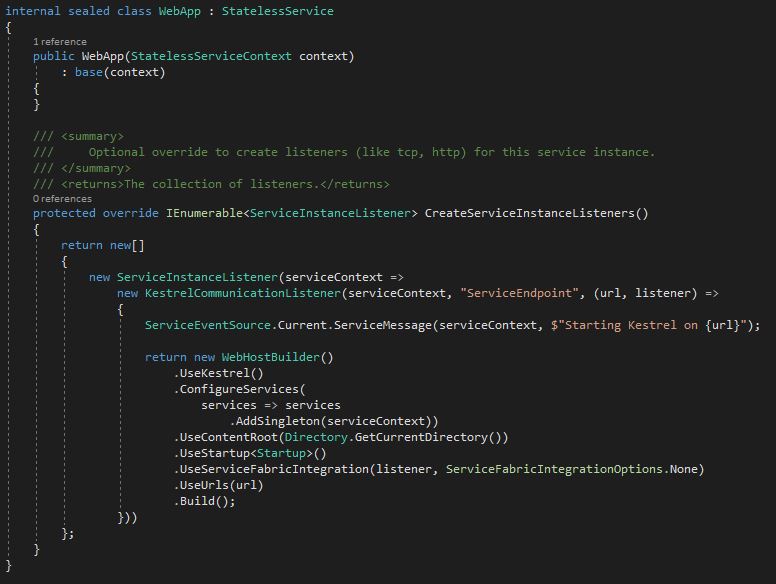 internal sealed class WebApp : StatelessService
{
1 reference
public WebApp(StatelessServiceContext context)
: base(context)
{
}
/// <summary>
/// Optional override to create listeners (like tcp, http) for this service instance.
/// </summary>
/// <returns>The collection of listeners.</returns>
0 references
protected override IEnumerable<ServiceInstanceListener> CreateServiceInstanceListeners()
{
return new[]
{
new ServiceInstanceListener(serviceContext =>
new KestrelCommunicationListener(serviceContext, "ServiceEndpoint", (url, listener) =>
{
ServiceEventSource.Current.ServiceMessage(serviceContext, $"Starting Kestrel on {url}");
return new WebHostBuilder()
.UseKestrel()
.ConfigureServices(
services => services
.AddSingleton(serviceContext))
.UseContentRoot(Directory.GetCurrentDirectory())
.UseStartup<Startup>()
.UseServiceFabricIntegration(listener, ServiceFabricIntegrationOptions.None)
.UseUrls(url)
.Build();
}))
};
}
}